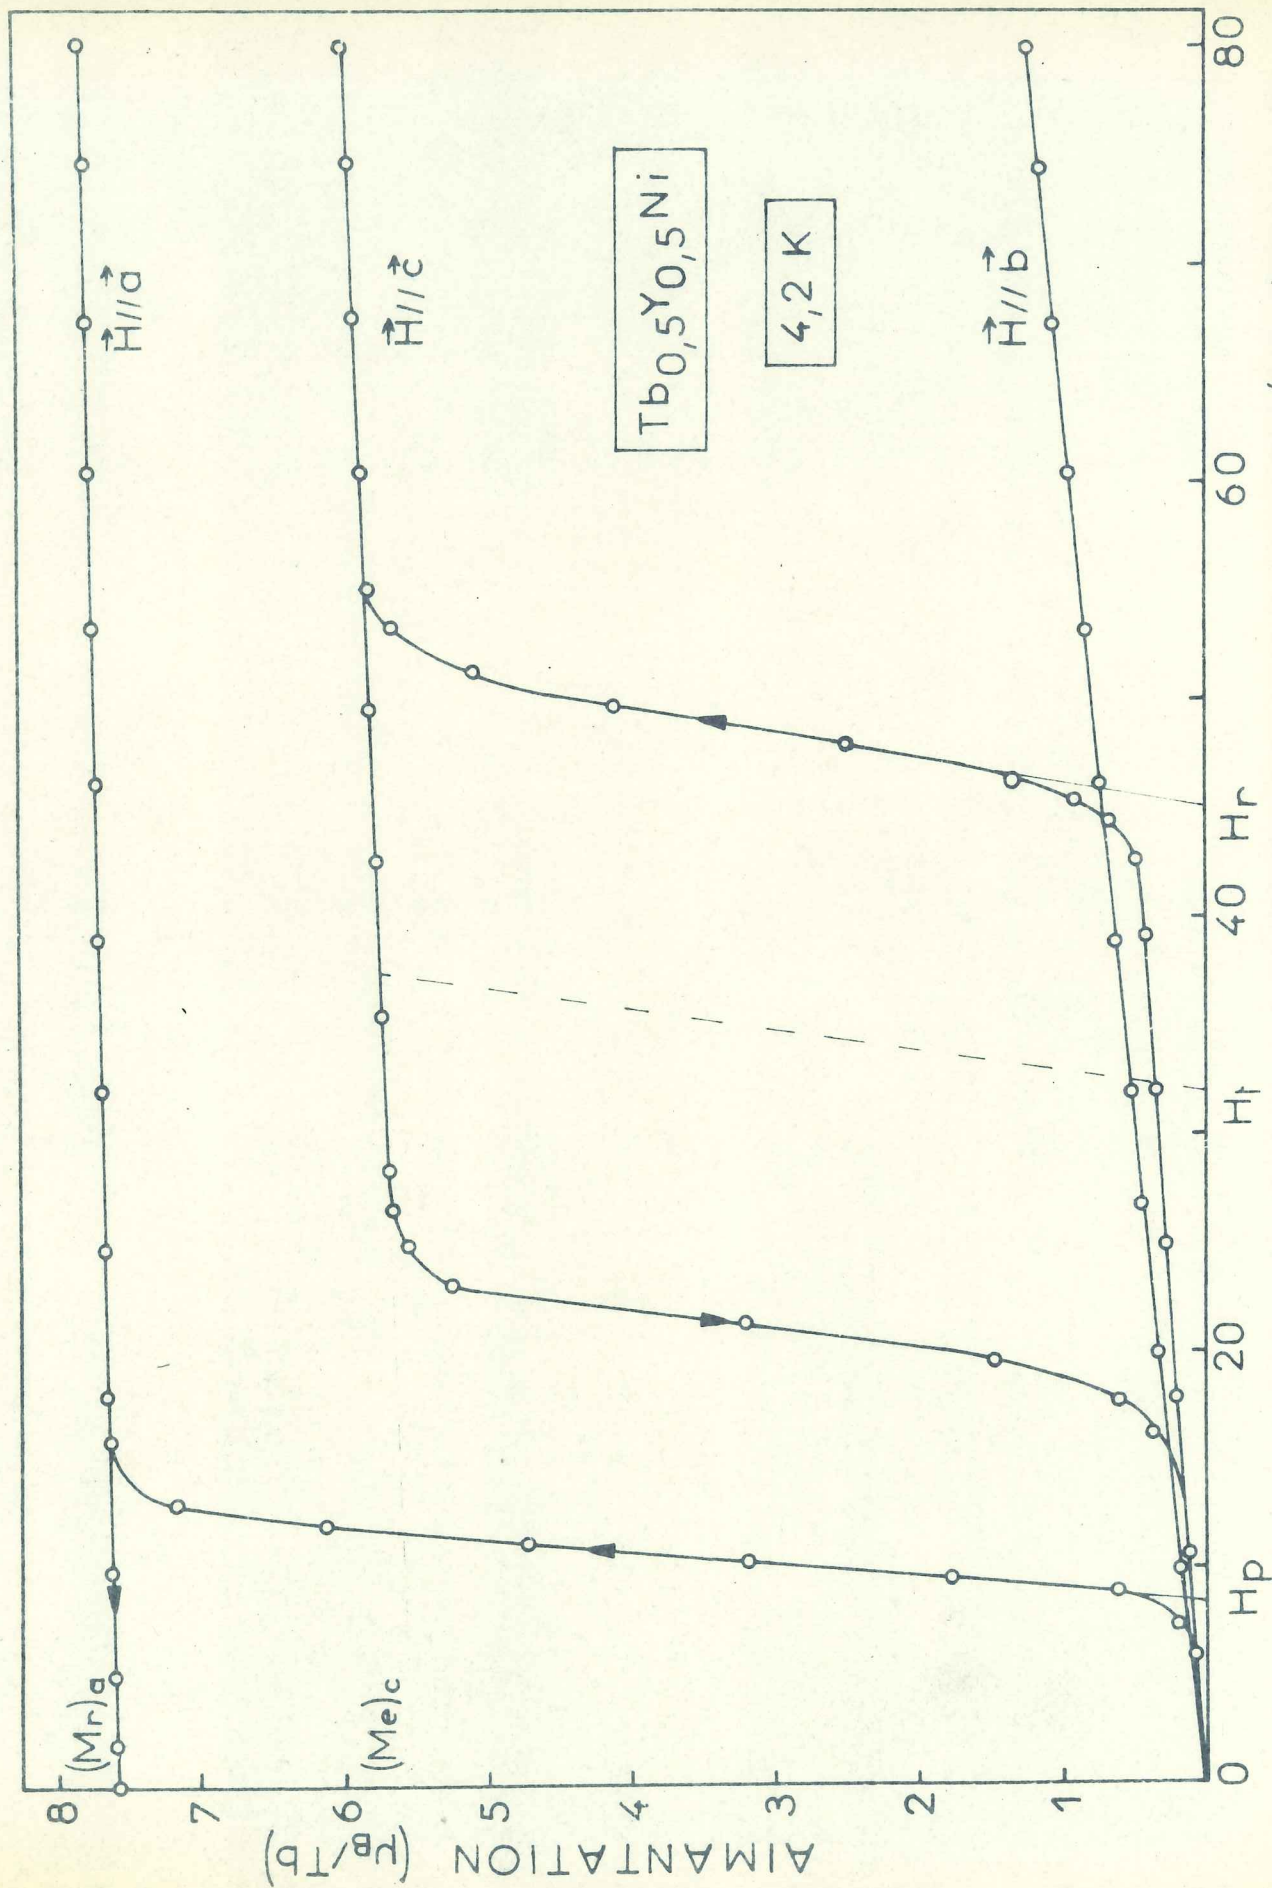 AIMANTATION (μB/Tb)
8
7
6
5
4
3
2
1
(Mr)a
(Me)c
H//a
H//c
Tb0,5Y0,5Ni
4,2 K
H//b
0
Hp
20
Ht
40
Hr
60
80